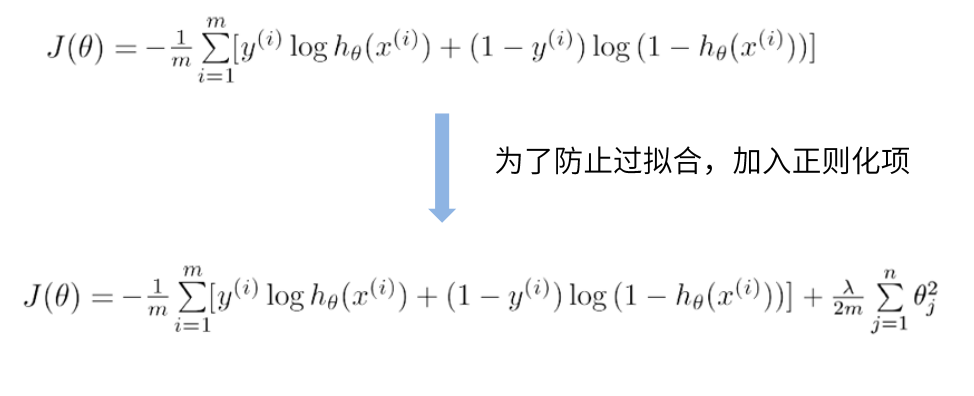 $J(\theta) = -\frac{1}{m}\sum_{i=1}^{m}[y^{(i)}\log h_\theta(x^{(i)}) + (1 - y^{(i)})\log(1 - h_\theta(x^{(i)}))]$
为了防止过拟合，加入正则化项
$J(\theta) = -\frac{1}{m}\sum_{i=1}^{m}[y^{(i)}\log h_\theta(x^{(i)}) + (1 - y^{(i)})\log(1 - h_\theta(x^{(i)}))] + \frac{\lambda}{2m}\sum_{j=1}^{n}\theta_j^2$